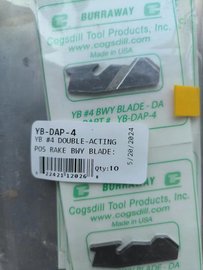 BURRAWAY
Cogsdill Tool Products, Inc.
www.cogsdill.com
Made in USA
YB #4 BWY BLADE - DA
PART # YB-DAP-4
YB-DAP-4
YB #4 DOUBLE-ACTING
POS RAKE BWY BLADE:
5/20/2024
Qty:10
BURRAWAY
Cogsdill Tool Products, Inc.
www.cogsdill.com
Made in USA